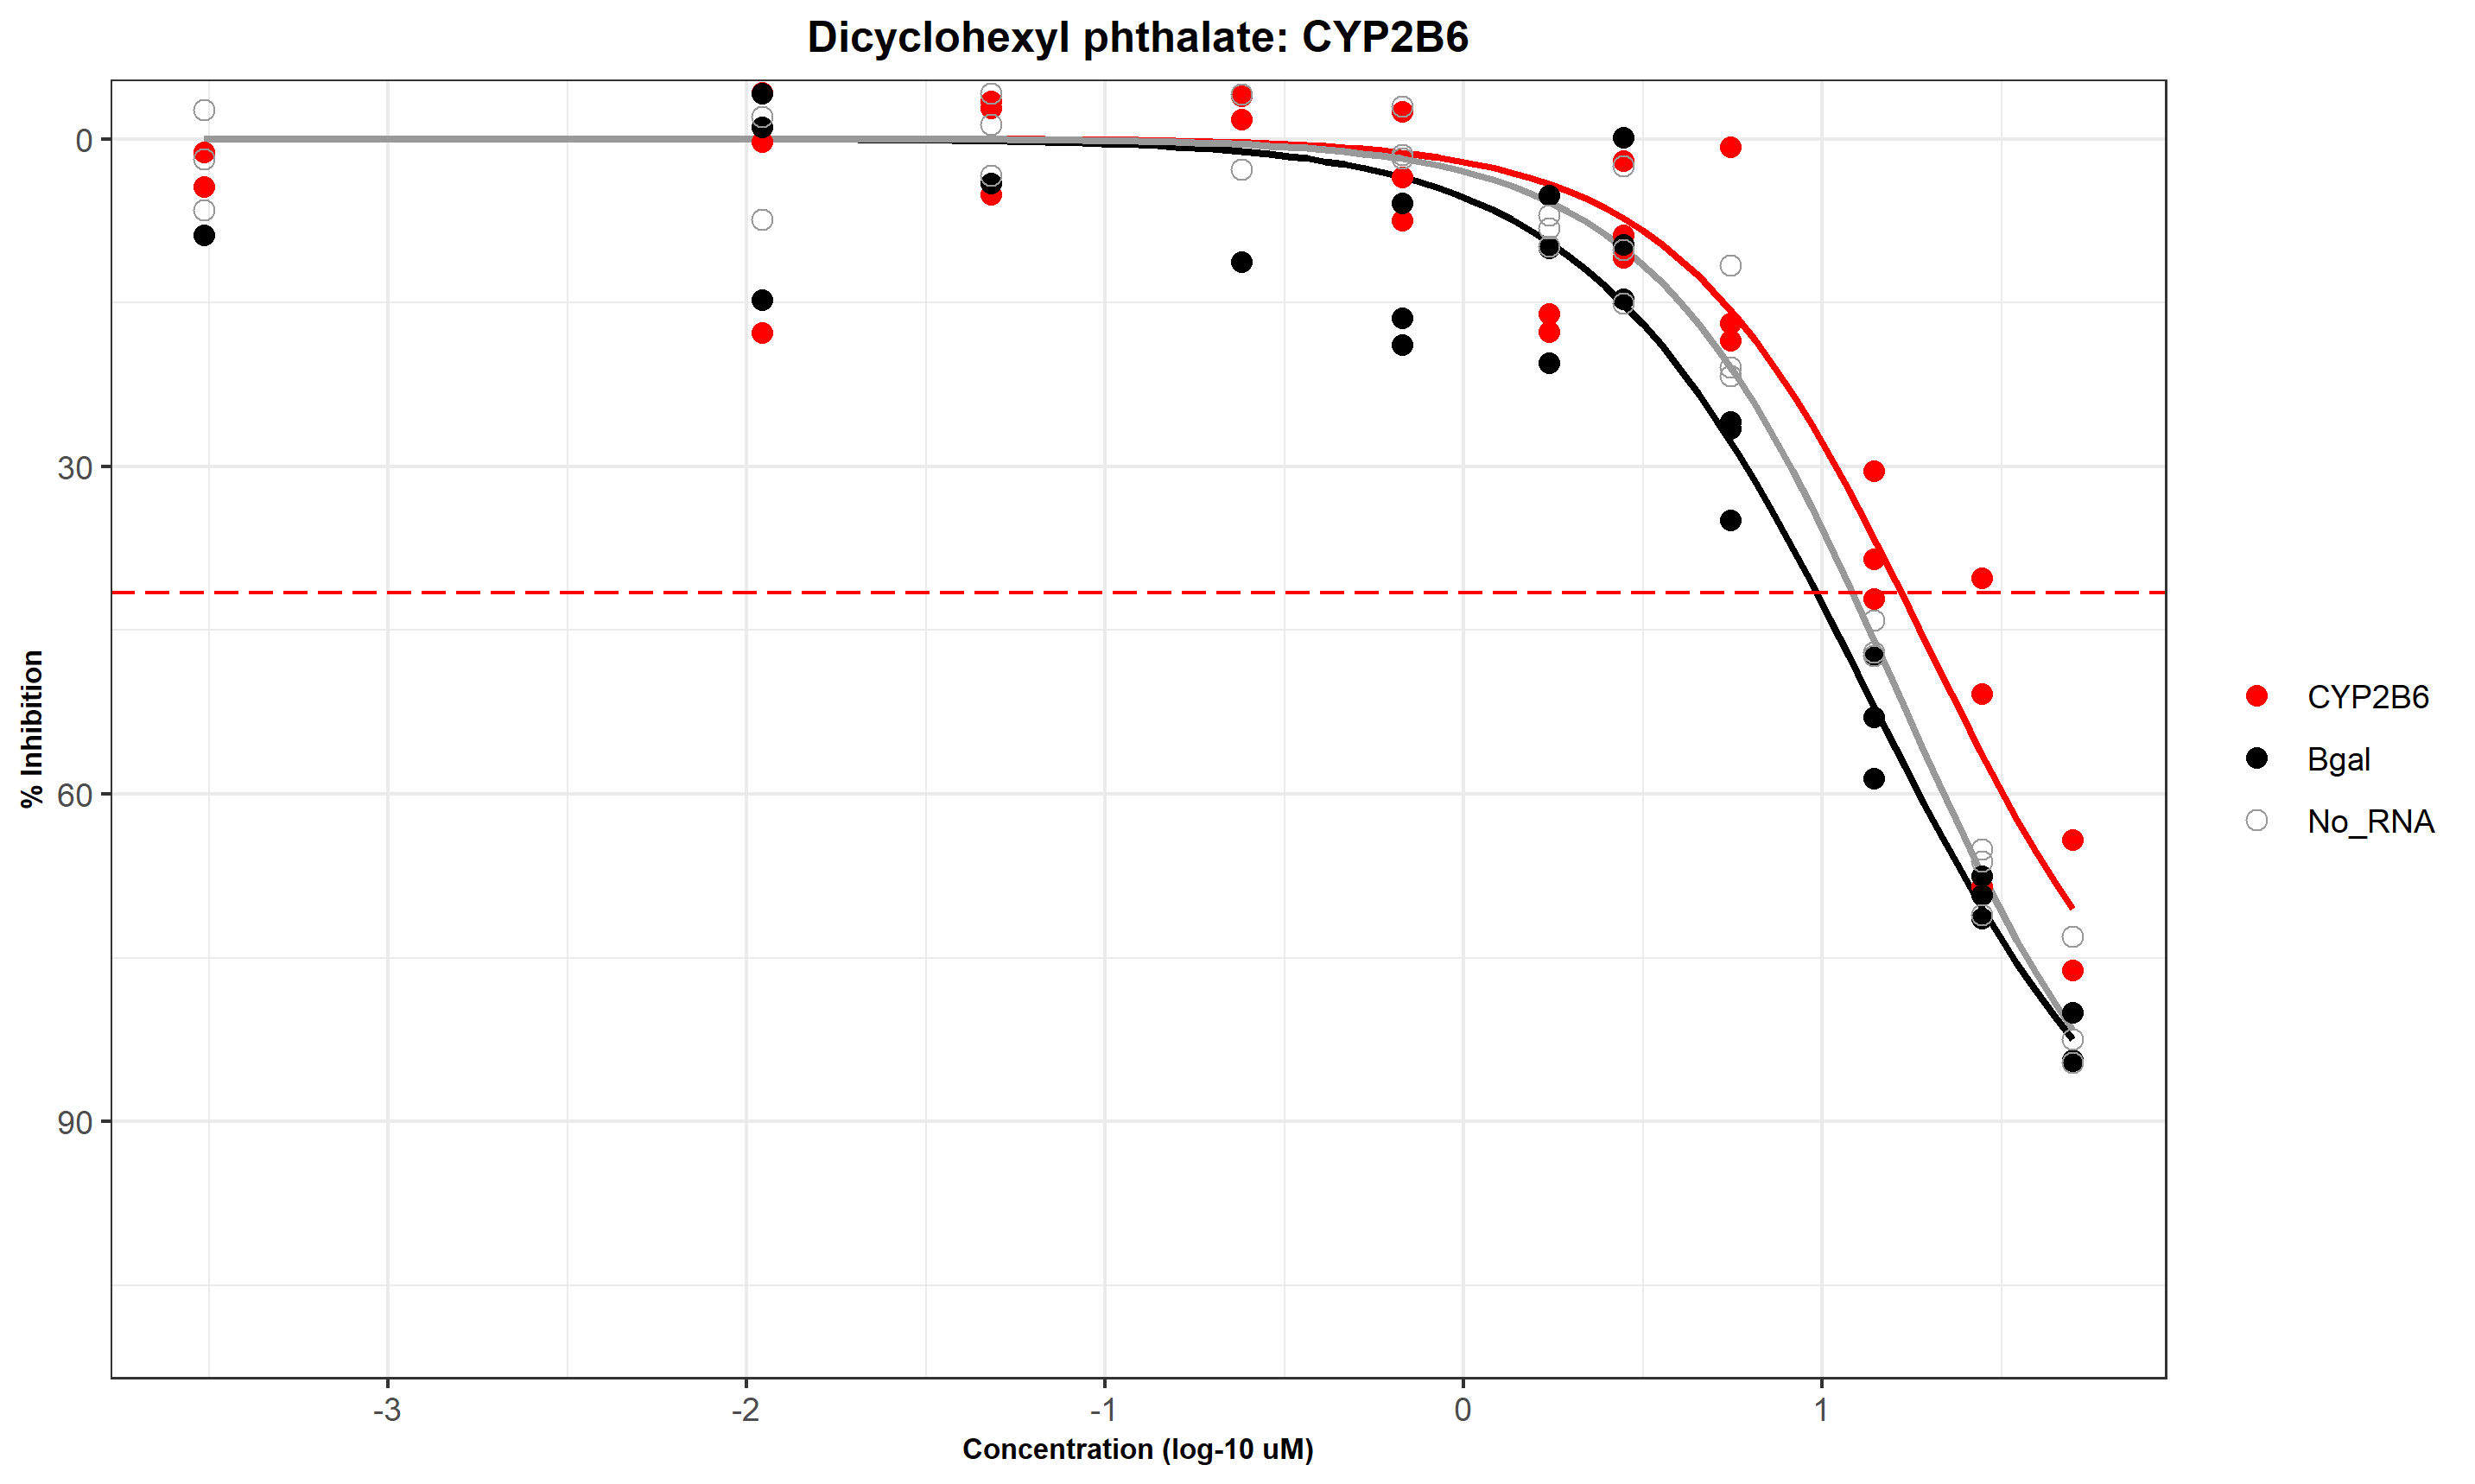 Dicyclohexyl phthalate: CYP2B6
% Inhibition
0
30
60
90
-3
-2
-1
0
1
Concentration (log-10 uM)
CYP2B6
Bgal
No_RNA